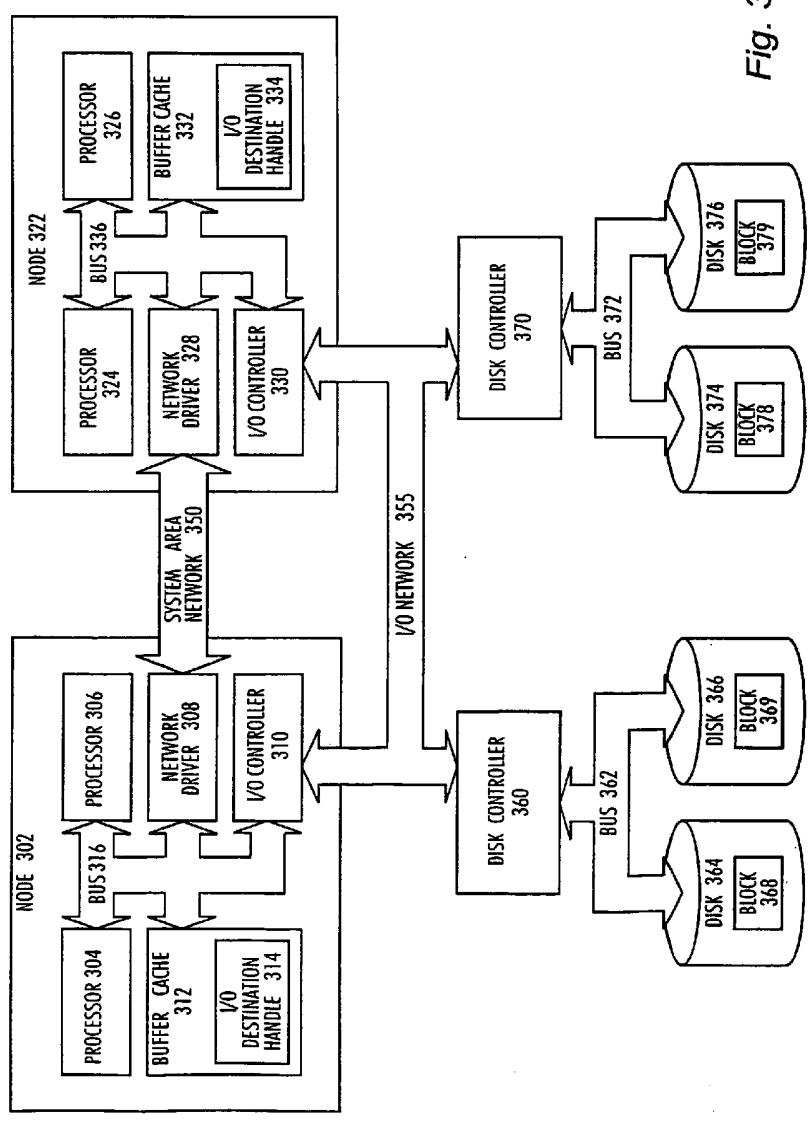 NODE 302
PROCESSOR 304
PROCESSOR 306
BUS 316
BUFFER CACHE
312
I/O
DESTINATION
HANDLE 314
NETWORK
DRIVER 308
I/O CONTROLLER
310
SYSTEM AREA
NETWORK 350
NODE 322
PROCESSOR
324
PROCESSOR
326
BUS 336
NETWORK
DRIVER 328
I/O CONTROLLER
330
BUFFER CACHE
332
I/O
DESTINATION
HANDLE 334
I/O NETWORK 355
DISK CONTROLLER
360
DISK CONTROLLER
370
BUS 362
BUS 372
DISK 364
BLOCK
368
DISK 366
BLOCK
369
DISK 374
BLOCK
378
DISK 376
BLOCK
379
Fig. 3